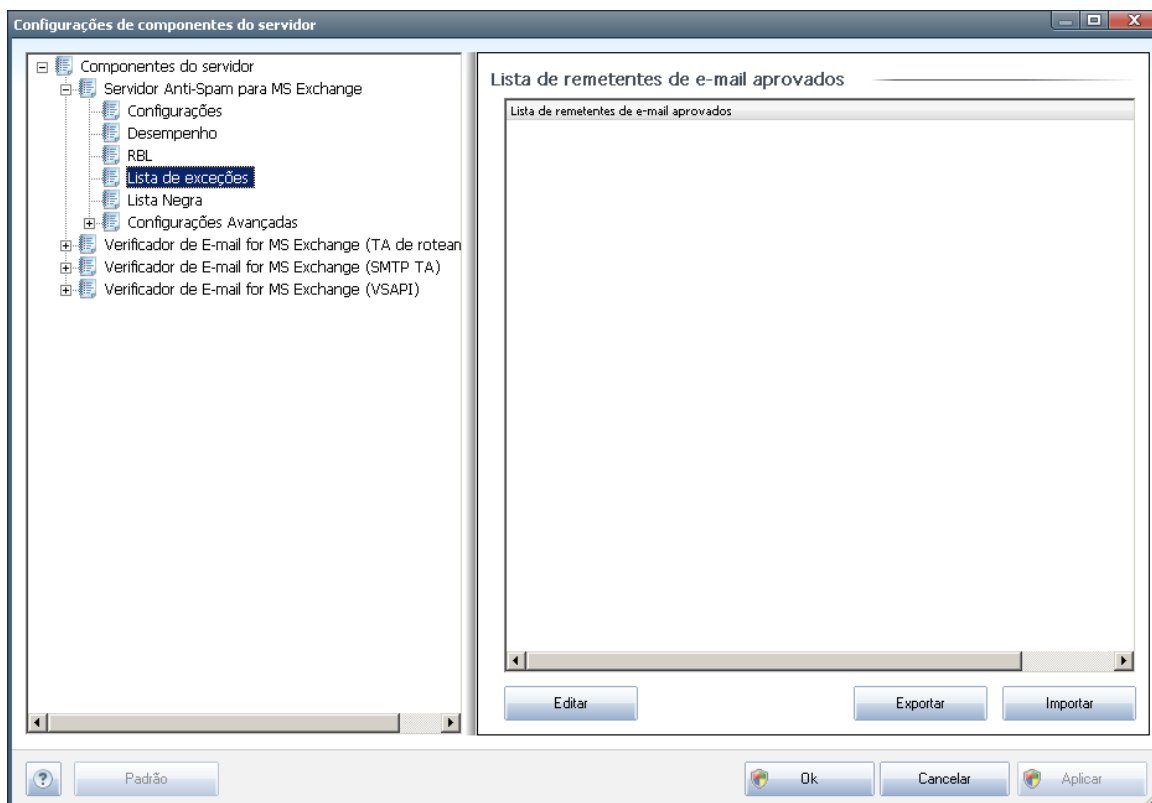 Configurações de componentes do servidor
Componentes do servidor
Servidor Anti-Spam para MS Exchange
Configurações
Desempenho
RBL
Lista de exceções
Lista Negra
Configurações Avançadas
Verificador de E-mail for MS Exchange (TA de rotean
Verificador de E-mail for MS Exchange (SMTP TA)
Verificador de E-mail for MS Exchange (VSAPI)
Lista de remetentes de e-mail aprovados
Lista de remetentes de e-mail aprovados
Editar
Exportar
Importar
?
Padrão
Ok
Cancelar
Aplicar